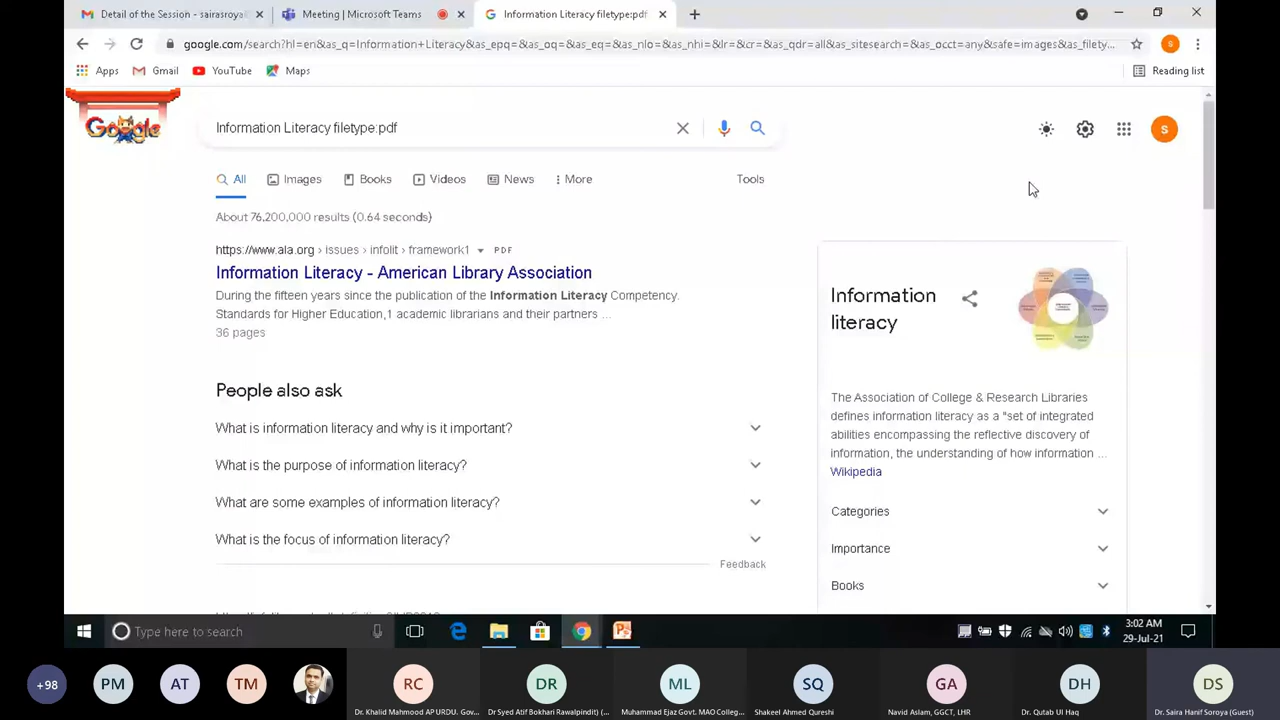 Detail of the Session - sairasroya
Meeting | Microsoft Teams
Information Literacy filetype:pdf
google.com/search?hl=en&as_q=Information+Literacy&as_epq=&as_oq=&as_eq=&as_nlo=&as_nhi=&lr=&cr=&as_qdr=all&as_sitesearch=&as_occt=any&safe=images&as_filety...
S
Apps
Gmail
YouTube
Maps
Reading list
Google
Information Literacy filetype:pdf
S
All
Images
Books
Videos
News
More
Tools
About 76,200,000 results (0.64 seconds)
https://www.ala.org › issues › infolit › framework1 PDF
Information Literacy - American Library Association
During the fifteen years since the publication of the Information Literacy Competency.
Standards for Higher Education,1 academic librarians and their partners ...
36 pages
People also ask
What is information literacy and why is it important?
What is the purpose of information literacy?
What are some examples of information literacy?
What is the focus of information literacy?
Feedback
Information
literacy
The Association of College & Research Libraries
defines information literacy as a "set of integrated
abilities encompassing the reflective discovery of
information, the understanding of how information ...
Wikipedia
Categories
Importance
Books
Type here to search
3:02 AM
29-Jul-21
+98
PM
AT
TM
RC
Dr. Khalid Mahmood AP URDU. Gov...
DR
Dr Syed Atif Bokhari (Rawalpindit) (...
ML
Muhammad Ejaz Govt. MAO Colleg...
SQ
Shakeel Ahmed Qureshi
GA
Navid Aslam, GGCT, LHR
DH
Dr. Qutab Ul Haq
DS
Dr. Saira Hanif Soroya (Guest)